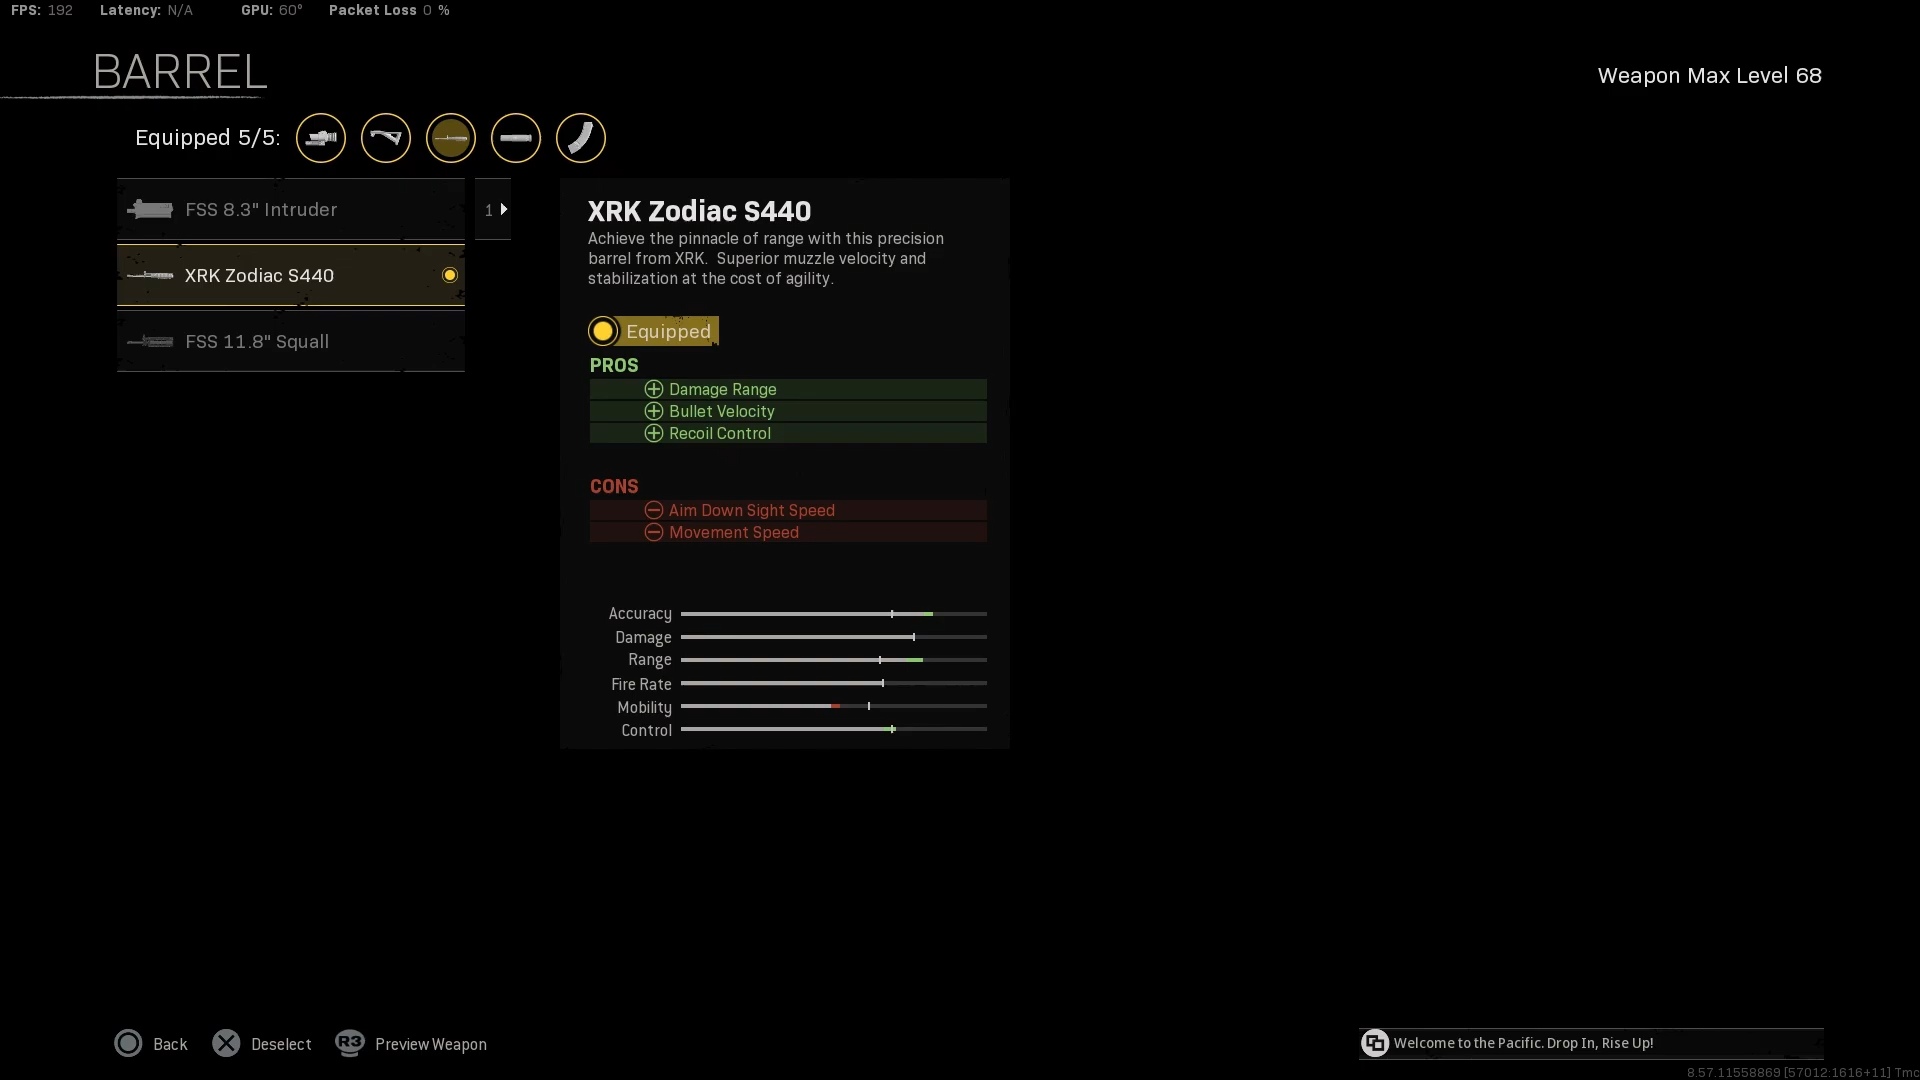 FPS: 192 Latency: N/A GPU: 60° Packet Loss 0 %
BARREL
Weapon Max Level 68
Equipped 5/5:
FSS 8.3" Intruder
1
XRK Zodiac S440
FSS 11.8" Squall
XRK Zodiac S440
Achieve the pinnacle of range with this precision
barrel from XRK. Superior muzzle velocity and
stabilization at the cost of agility.
Equipped
PROS
Damage Range
Bullet Velocity
Recoil Control
CONS
Aim Down Sight Speed
Movement Speed
Accuracy
Damage
Range
Fire Rate
Mobility
Control
Back
Deselect
R3 Preview Weapon
Welcome to the Pacific. Drop In, Rise Up!
8.57.11558869 [57012:1616+11] Tmc